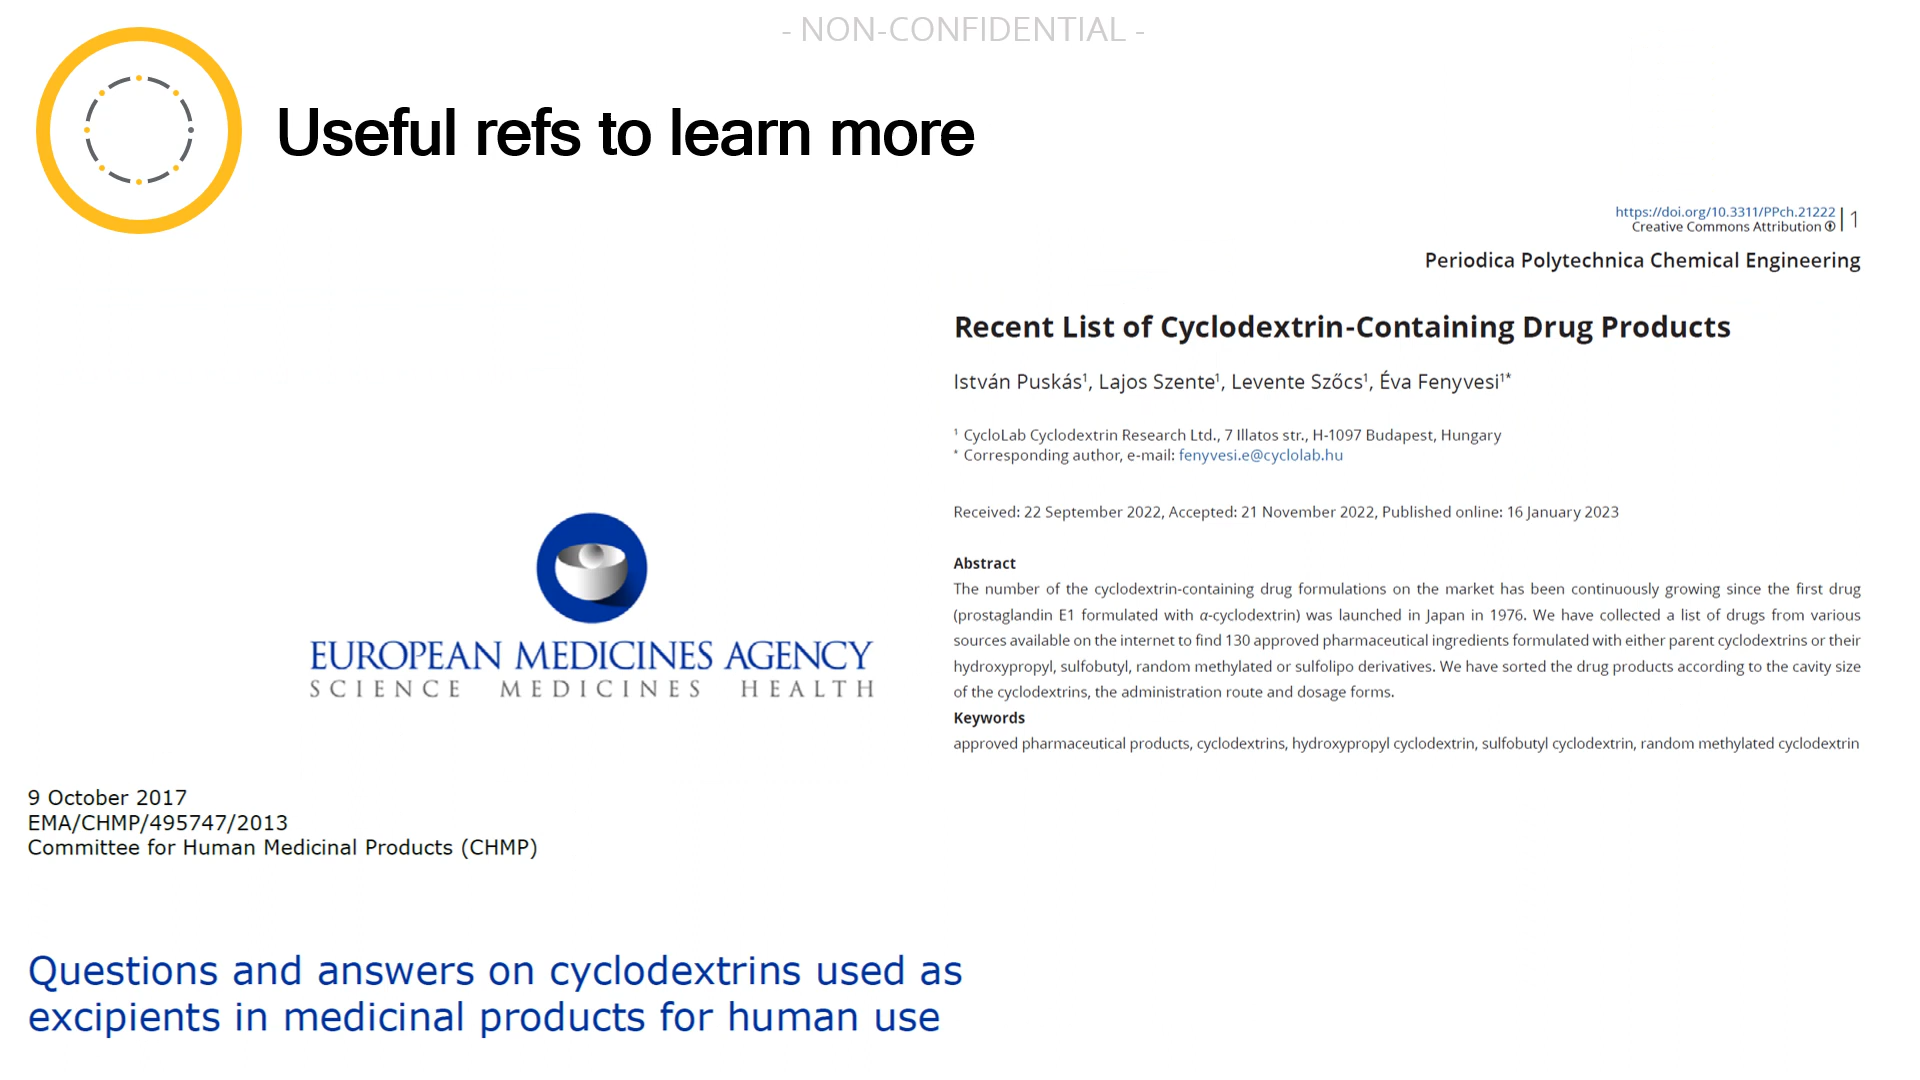 - NON-CONFIDENTIAL -
Useful refs to learn more
https://doi.org/10.3311/PPch.21222
Creative Commons Attribution
1
Periodica Polytechnica Chemical Engineering
Recent List of Cyclodextrin-Containing Drug Products
István Puskás¹, Lajos Szente¹, Levente Szőcs¹, Éva Fenyvesi¹*
¹ CycloLab Cyclodextrin Research Ltd., 7 Illatos str., H-1097 Budapest, Hungary
* Corresponding author, e-mail: fenyvesi.e@cyclolab.hu
Received: 22 September 2022, Accepted: 21 November 2022, Published online: 16 January 2023
Abstract
The number of the cyclodextrin-containing drug formulations on the market has been continuously growing since the first drug
(prostaglandin E1 formulated with α-cyclodextrin) was launched in Japan in 1976. We have collected a list of drugs from various
sources available on the internet to find 130 approved pharmaceutical ingredients formulated with either parent cyclodextrins or their
hydroxypropyl, sulfobutyl, random methylated or sulfolipo derivatives. We have sorted the drug products according to the cavity size
of the cyclodextrins, the administration route and dosage forms.
Keywords
approved pharmaceutical products, cyclodextrins, hydroxypropyl cyclodextrin, sulfobutyl cyclodextrin, random methylated cyclodextrin
EUROPEAN MEDICINES AGENCY
SCIENCE MEDICINES HEALTH
9 October 2017
EMA/CHMP/495747/2013
Committee for Human Medicinal Products (CHMP)
Questions and answers on cyclodextrins used as
excipients in medicinal products for human use